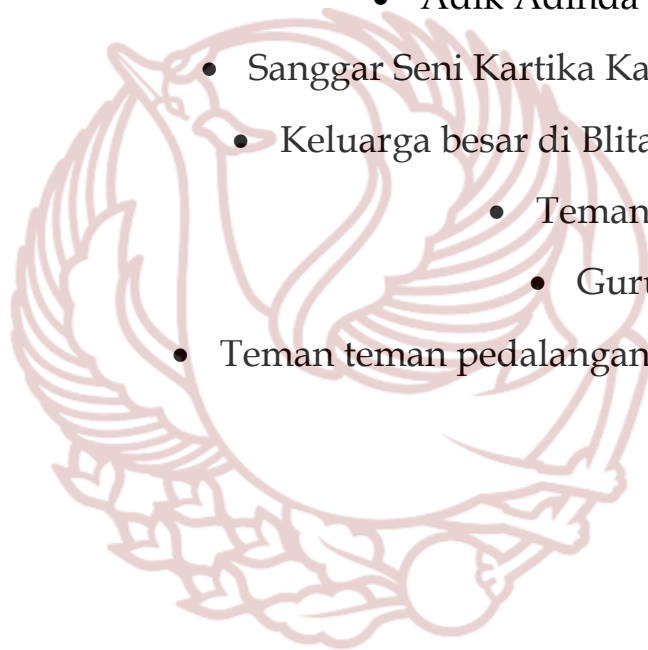 • Adik Adinda
• Sanggar Seni Kartika Ka
• Keluarga besar di Blita
• Teman
• Guru
• Teman teman pedalangan